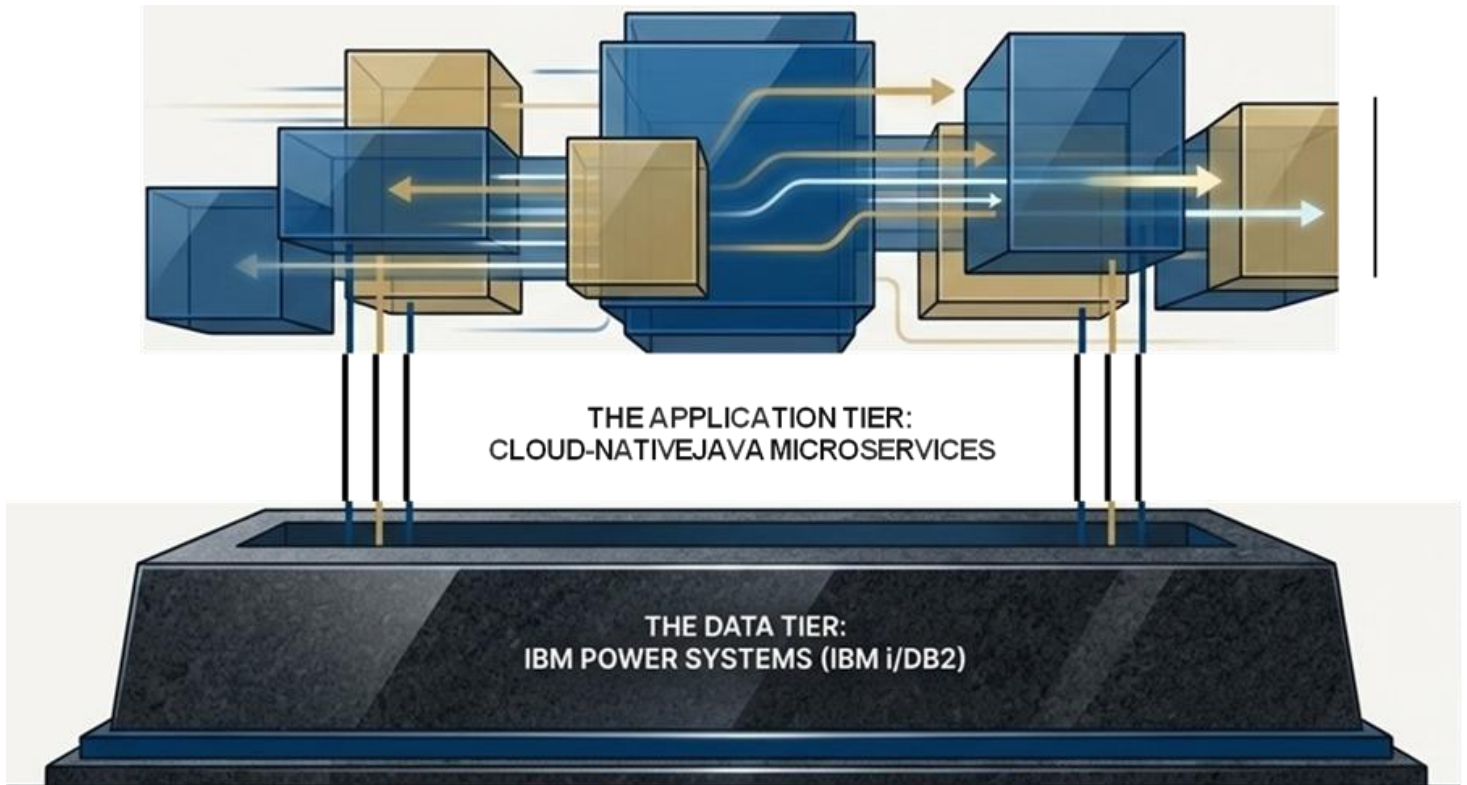 THE APPLICATION TIER:
CLOUD-NATIVEJAVA MICROSERVICES
THE DATA TIER:
IBM POWER SYSTEMS (IBM i/DB2)